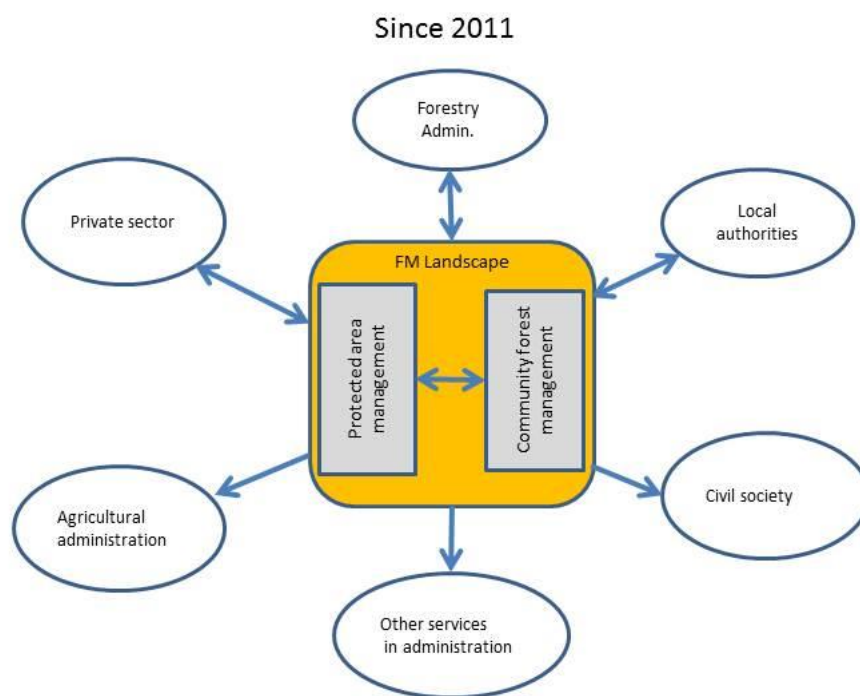 Since 2011
Forestry
Admin.
Private sector
Local
authorities
FM Landscape
Protected area
management
Community forest
management
Agricultural
administration
Civil society
Other services
in administration